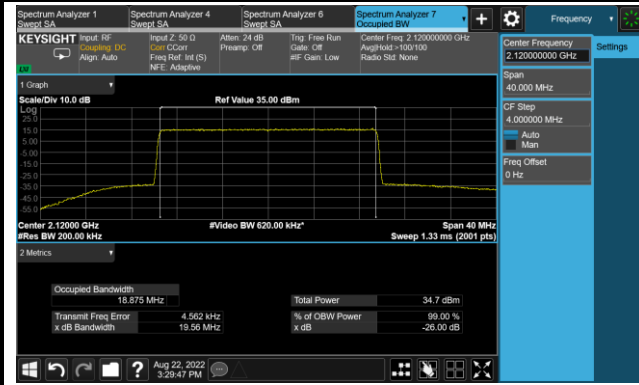 Spectrum Analyzer 1
Swept SA
Spectrum Analyzer 4
Swept SA
Spectrum Analyzer 6
Swept SA
Spectrum Analyzer 7
Occupied BW
+
Frequency
KEYSIGHT
Input: RF
Coupling: DC
Align: Auto
Input Z: 50 Ω
Corr CCorr
Freq Ref: Int (S)
NFE: Adaptive
Atten: 24 dB
Preamp: Off
Trig: Free Run
Gate: Off
#IF Gain: Low
Center Freq: 2.120000000 GHz
Avg|Hold:>100/100
Radio Std: None
Center Frequency
2.120000000 GHz
Settings
Span
40.000 MHz
CF Step
4.000000 MHz
Auto
Man
Freq Offset
0 Hz
1 Graph
Scale/Div 10.0 dB
Ref Value 35.00 dBm
Log
25.0
15.0
5.00
-5.00
-15.0
-25.0
-35.0
-45.0
-55.0
Center 2.12000 GHz
#Video BW 620.00 kHz*
Span 40 MHz
#Res BW 200.00 kHz
Sweep 1.33 ms (2001 pts)
2 Metrics
Occupied Bandwidth
18.875 MHz
Total Power
34.7 dBm
Transmit Freq Error
4.562 kHz
% of OBW Power
99.00 %
x dB Bandwidth
19.56 MHz
x dB
-26.00 dB
?
Aug 22, 2022
3:29:47 PM